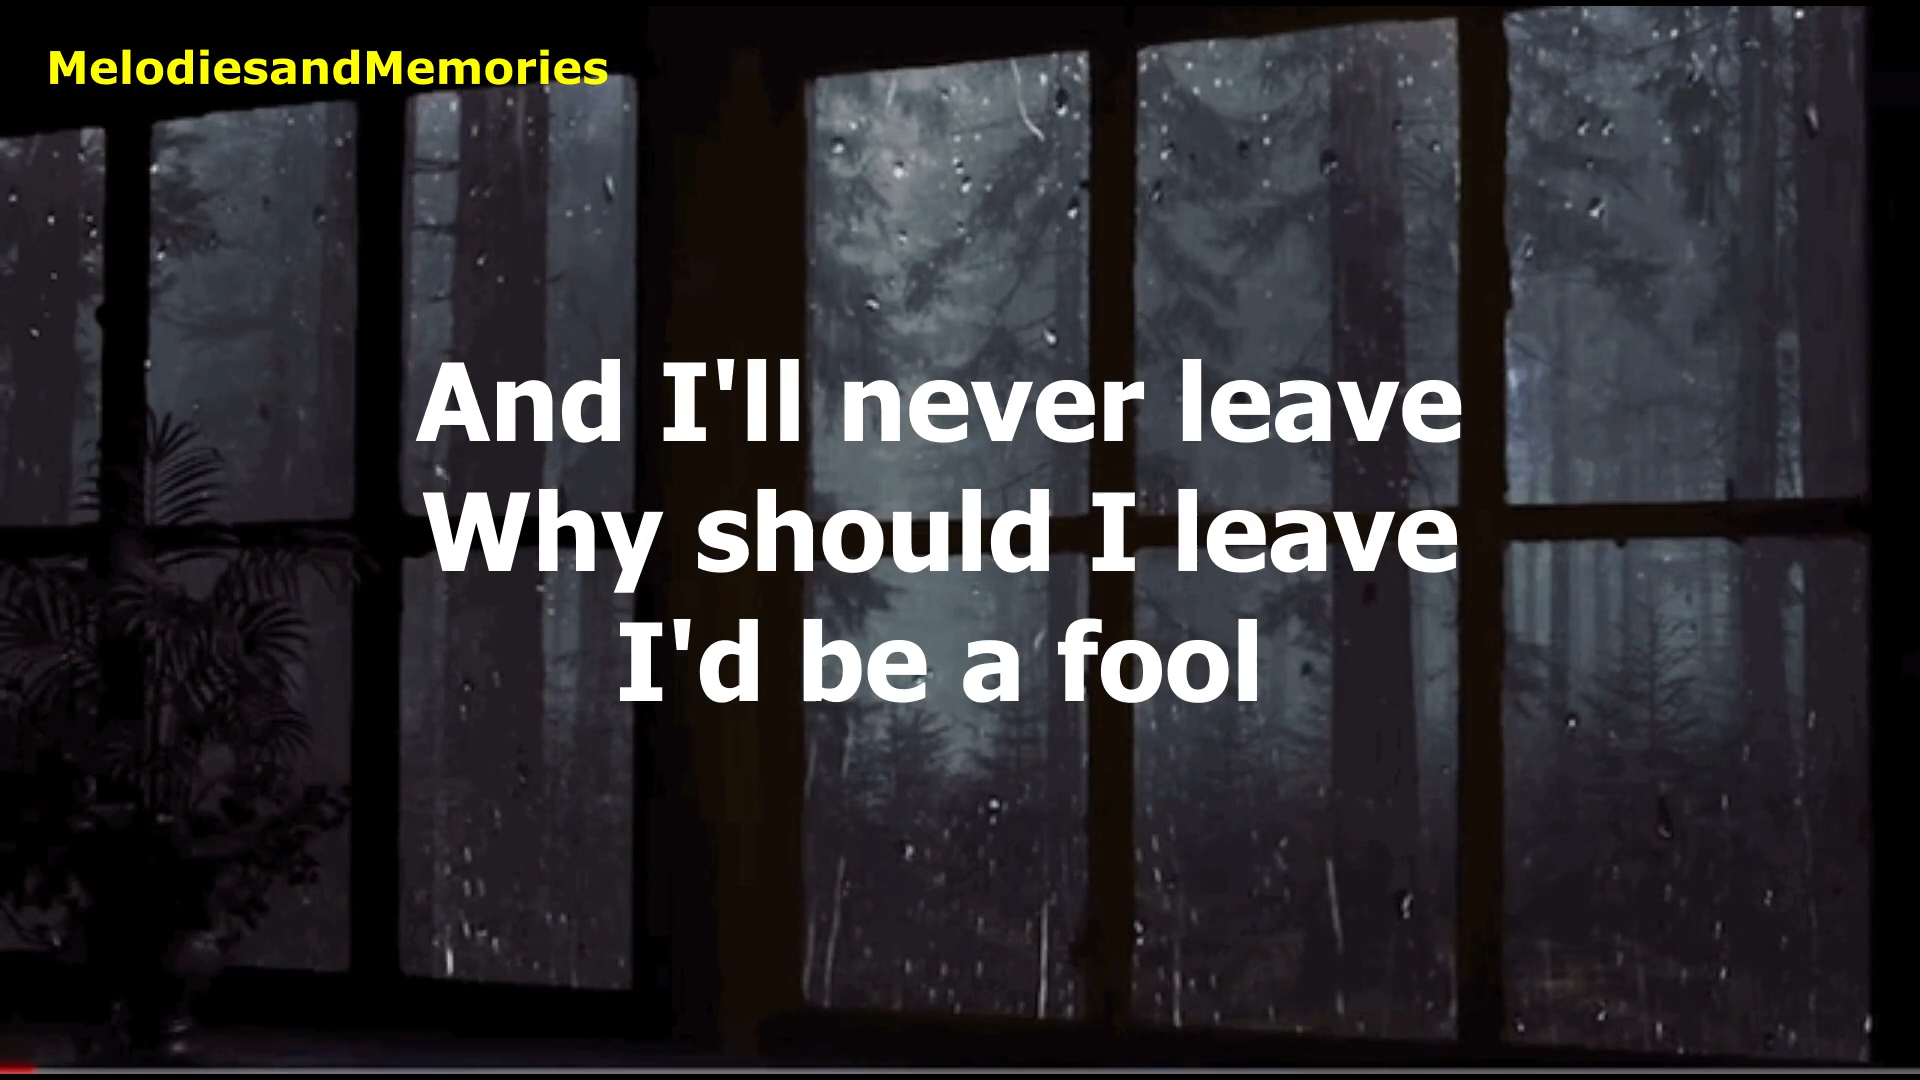 MelodiesandMemories
And I'll never leave
Why should I leave
I'd be a fool